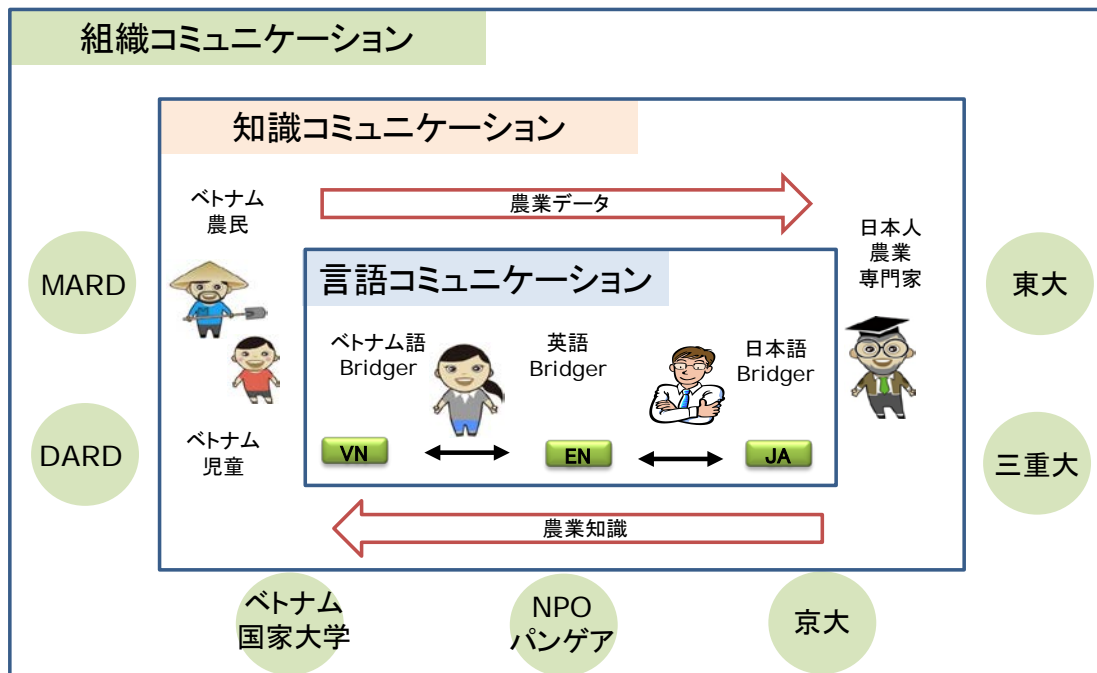 組織コミュニケーション
知識コミュニケーション
ベトナム
農民
農業データ
日本人
農業
専門家
MARD
東大
言語コミュニケーション
ベトナム語
Bridger
英語
Bridger
日本語
Bridger
DARD
ベトナム
児童
VN
EN
JA
三重大
農業知識
ベトナム
国家大学
NPO
パンゲア
京大